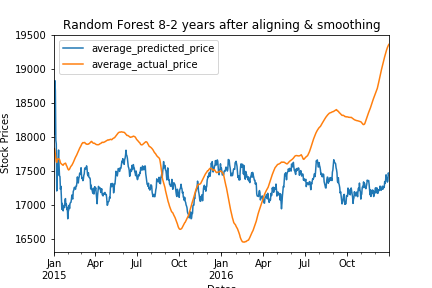 Random Forest 8-2 years after aligning & smoothing
average_predicted_price
average_actual_price
Stock Prices
19500
19000
18500
18000
17500
17000
16500
Jan Apr Jul Oct Jan Apr Jul Oct
2015 2016